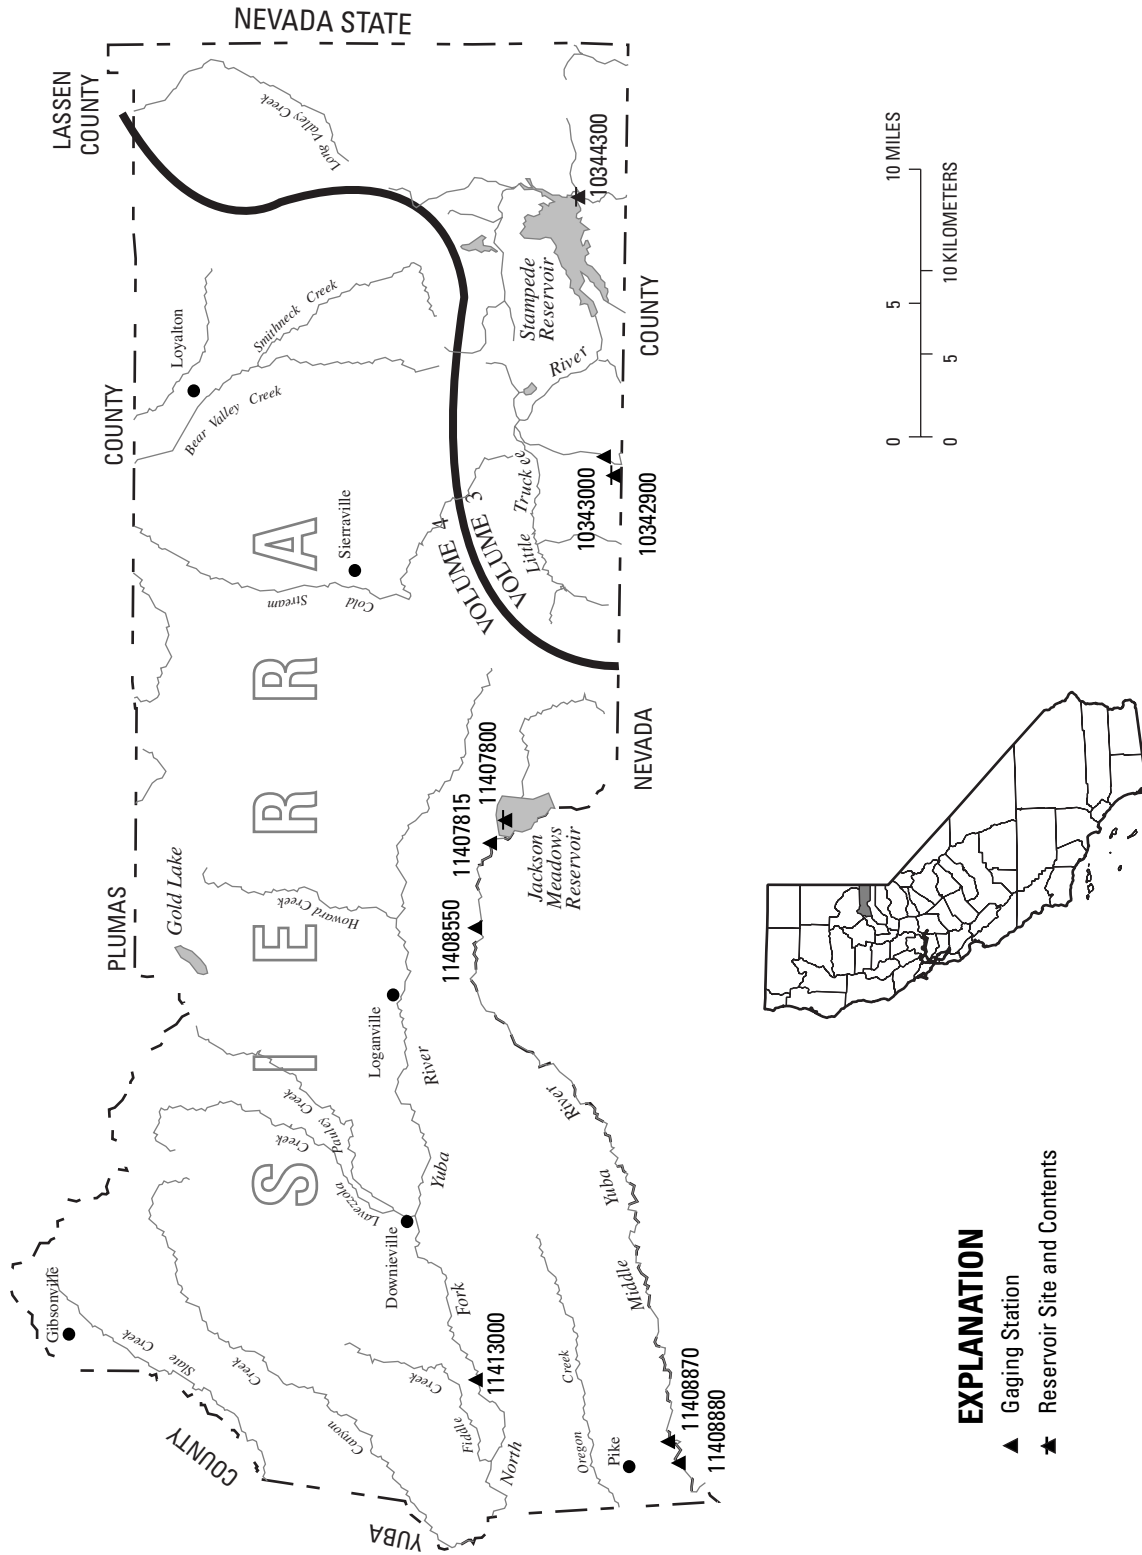 NEVADA STATE
LASSEN
COUNTY
Long Valley Creek
10344300
COUNTY
Loyalton
Smithneck Creek
Bear Valley Creek
Stampede
Reservoir
COUNTY
River
Little Truckee
10343000
10342900
Sierraville
Cold Stream
VOLUME 4
VOLUME 3
SIERRA
PLUMAS
Gold Lake
Howard Creek
NEVADA
11407800
11407815
Jackson
Meadows
Reservoir
11408550
Loganville
North Fork Yuba River
Pauley Creek
Lavezzola Creek
Downieville
Middle Yuba River
Gibsonville
Slate Creek
Canyon Creek
Fiddle Creek
11413000
Oregon Creek
Pike
11408870
11408880
YUBA COUNTY
0 5 10 MILES
0 5 10 KILOMETERS
EXPLANATION
Gaging Station
Reservoir Site and Contents